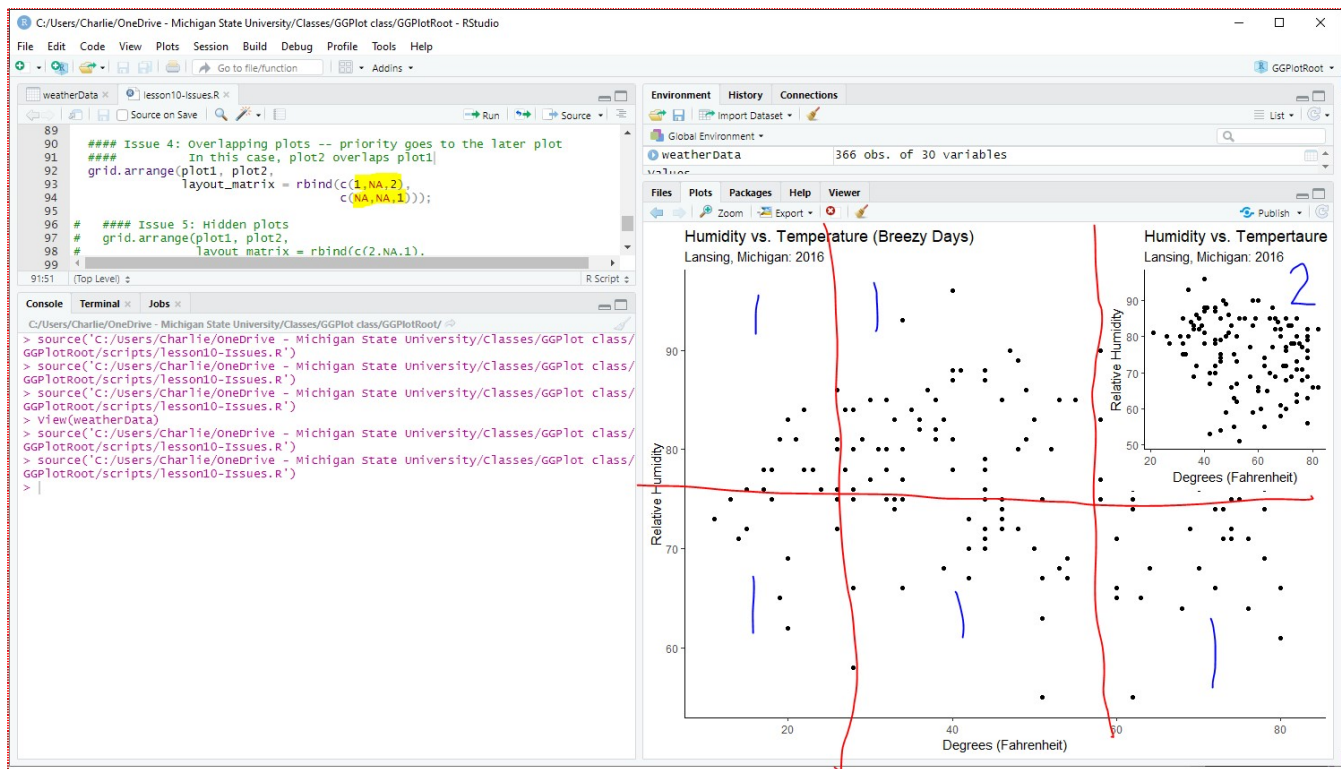 C:/Users/Charlie/OneDrive - Michigan State University/Classes/GGPlot class/GGPlotRoot - RStudio
File Edit Code View Plots Session Build Debug Profile Tools Help
Go to file/function Addins GGPlotRoot
weatherData lesson10-Issues.R
Source on Save Run Source
89
90 #### Issue 4: Overlapping plots -- priority goes to the later plot
91 #### In this case, plot2 overlaps plot1
92 grid.arrange(plot1, plot2,
93 layout_matrix = rbind(c(1,NA,2),
94 c(NA,NA,1)));
95
96 # #### Issue 5: Hidden plots
97 # grid.arrange(plot1, plot2,
98 # layout matrix = rbind(c(2,NA,1),
99
91:51 (Top Level) R Script
Console Terminal Jobs
C:/Users/Charlie/OneDrive - Michigan State University/Classes/GGPlot class/GGPlotRoot/
> source('C:/Users/Charlie/OneDrive - Michigan State University/Classes/GGPlot class/
GGPlotRoot/scripts/lesson10-Issues.R')
> source('C:/Users/Charlie/OneDrive - Michigan State University/Classes/GGPlot class/
GGPlotRoot/scripts/lesson10-Issues.R')
> source('C:/Users/Charlie/OneDrive - Michigan State University/Classes/GGPlot class/
GGPlotRoot/scripts/lesson10-Issues.R')
> View(weatherData)
> source('C:/Users/Charlie/OneDrive - Michigan State University/Classes/GGPlot class/
GGPlotRoot/scripts/lesson10-Issues.R')
> source('C:/Users/Charlie/OneDrive - Michigan State University/Classes/GGPlot class/
GGPlotRoot/scripts/lesson10-Issues.R')
>
Environment History Connections
Import Dataset List
Global Environment
weatherData 366 obs. of 30 variables
Values
Files Plots Packages Help Viewer
Zoom Export Publish
Humidity vs. Temperature (Breezy Days)
Lansing, Michigan: 2016
1 1
90
80
70
60
Relative Humidity
1 1 1
20 40 60 80
Degrees (Fahrenheit)
Humidity vs. Tempertaure
Lansing, Michigan: 2016
2
90
80
70
60
50
Relative Humidity
20 30 40 50 60 70 80
Degrees (Fahrenheit)